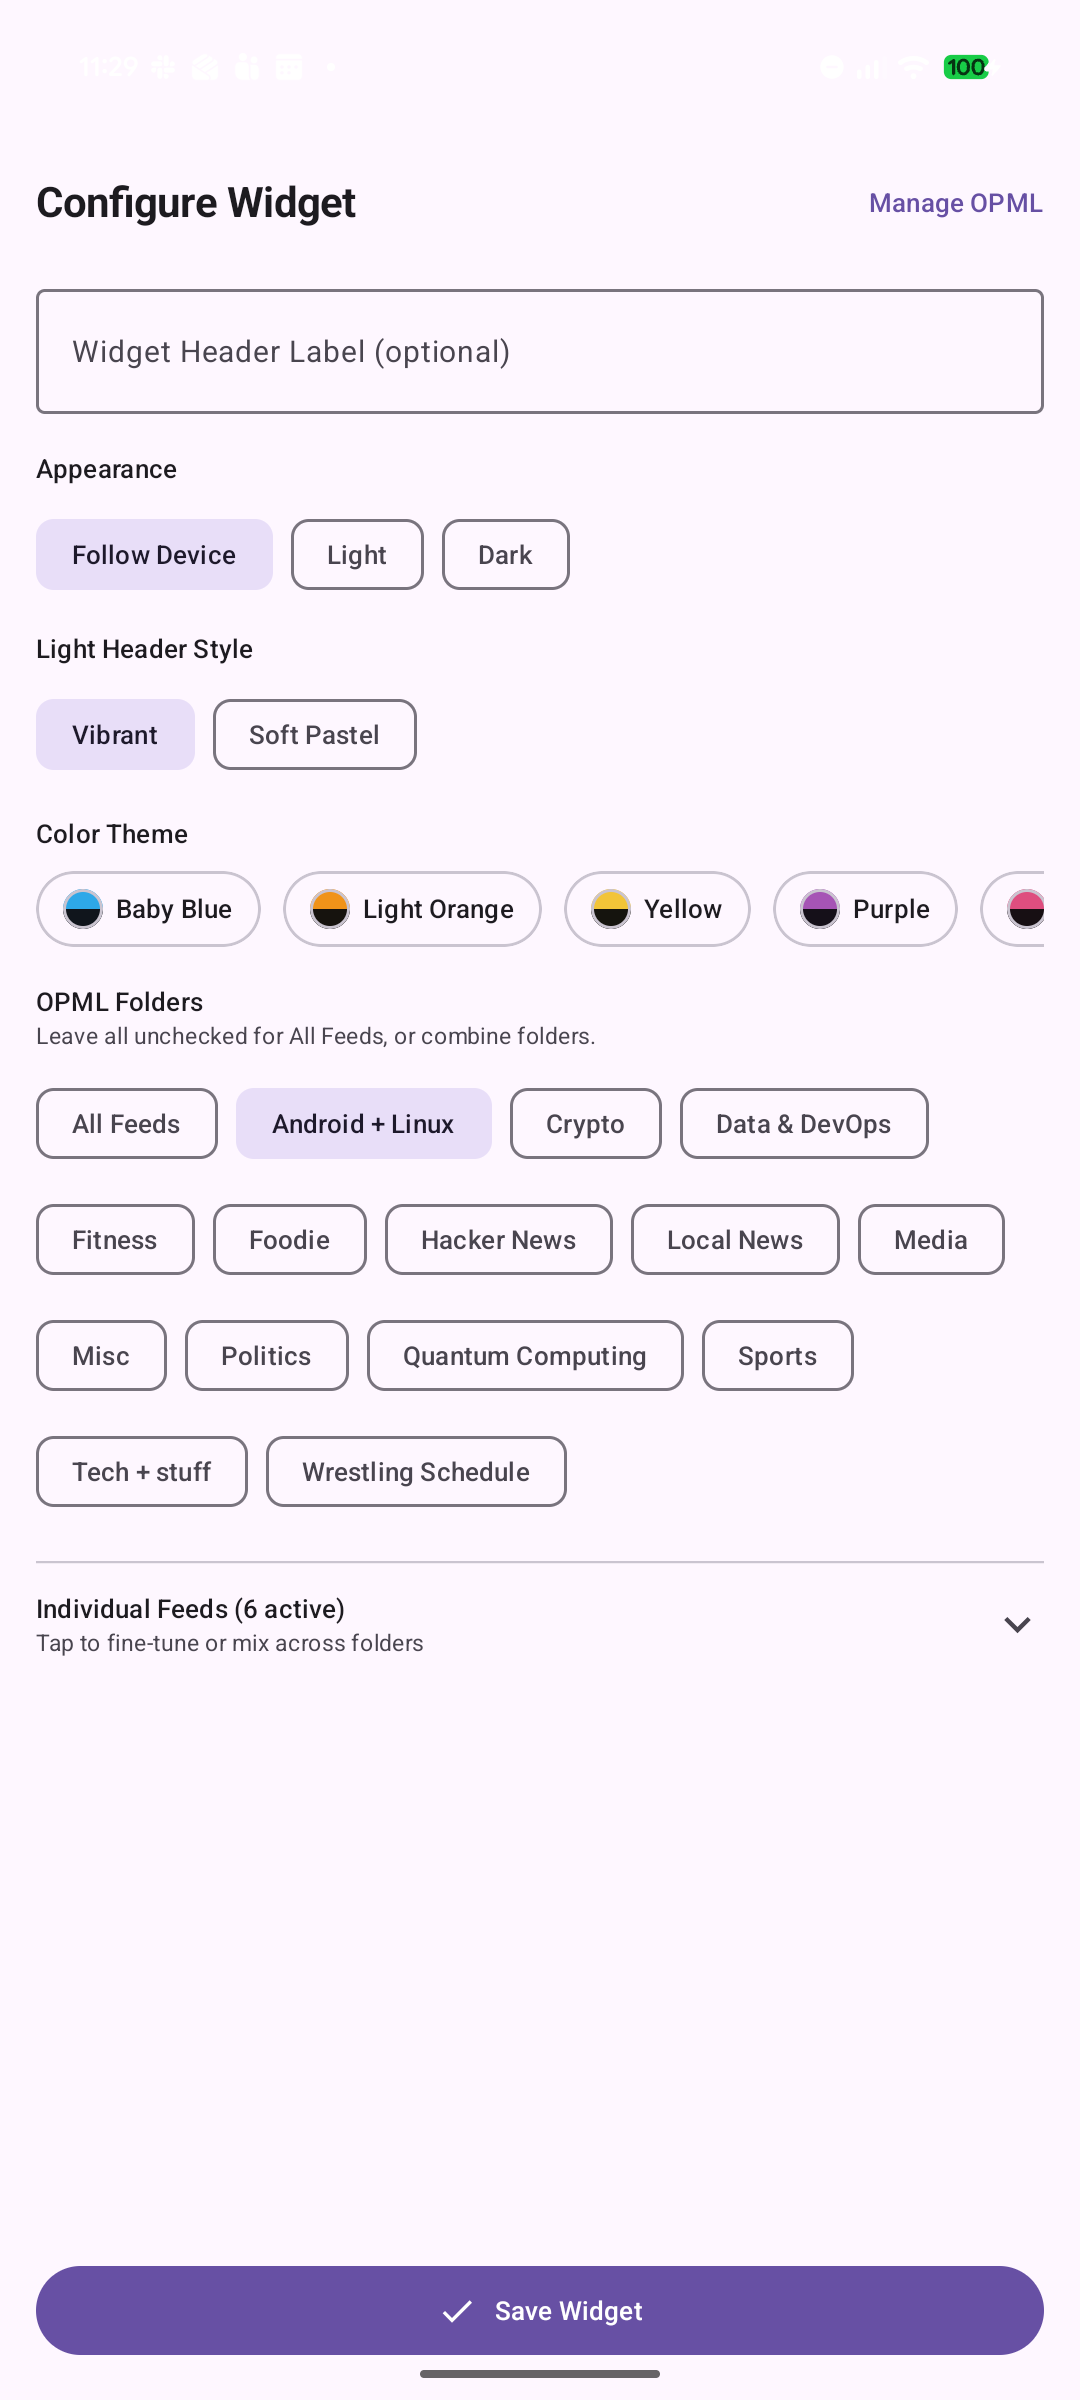 11:29
100
Configure Widget
Manage OPML
Widget Header Label (optional)
Appearance
Follow Device Light Dark
Light Header Style
Vibrant Soft Pastel
Color Theme
Baby Blue Light Orange Yellow Purple
OPML Folders
Leave all unchecked for All Feeds, or combine folders.
All Feeds Android + Linux Crypto Data & DevOps
Fitness Foodie Hacker News Local News Media
Misc Politics Quantum Computing Sports
Tech + stuff Wrestling Schedule
Individual Feeds (6 active)
Tap to fine-tune or mix across folders
Save Widget